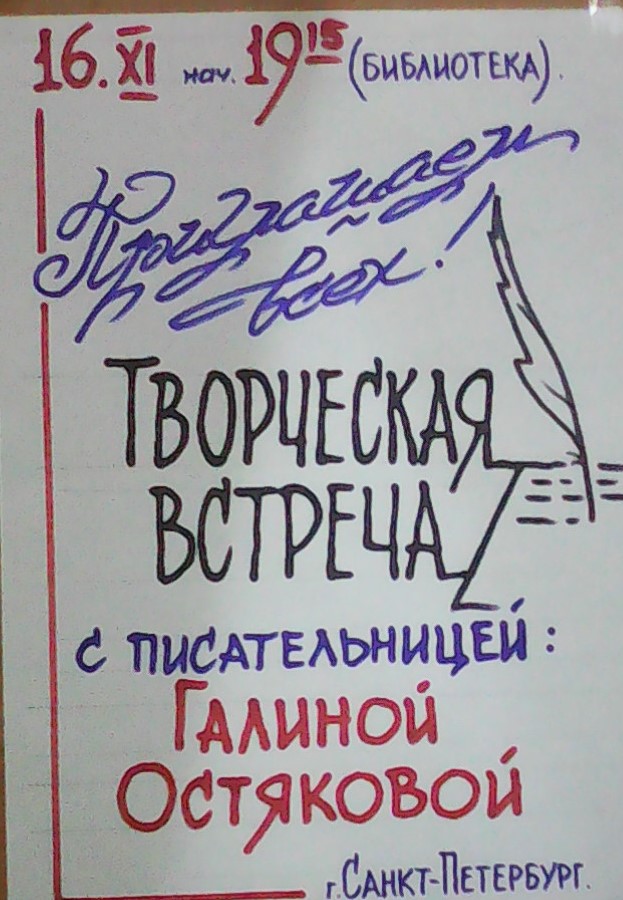 16.XI нач. 19¹⁵ (БИБЛИОТЕКА).
Приглашаем
всех!
ТВОРЧЕСКАЯ
ВСТРЕЧА
С ПИСАТЕЛЬНИЦЕЙ:
ГАЛИНОЙ
ОСТЯКОВОЙ
г. САНКТ-ПЕТЕРБУРГ.